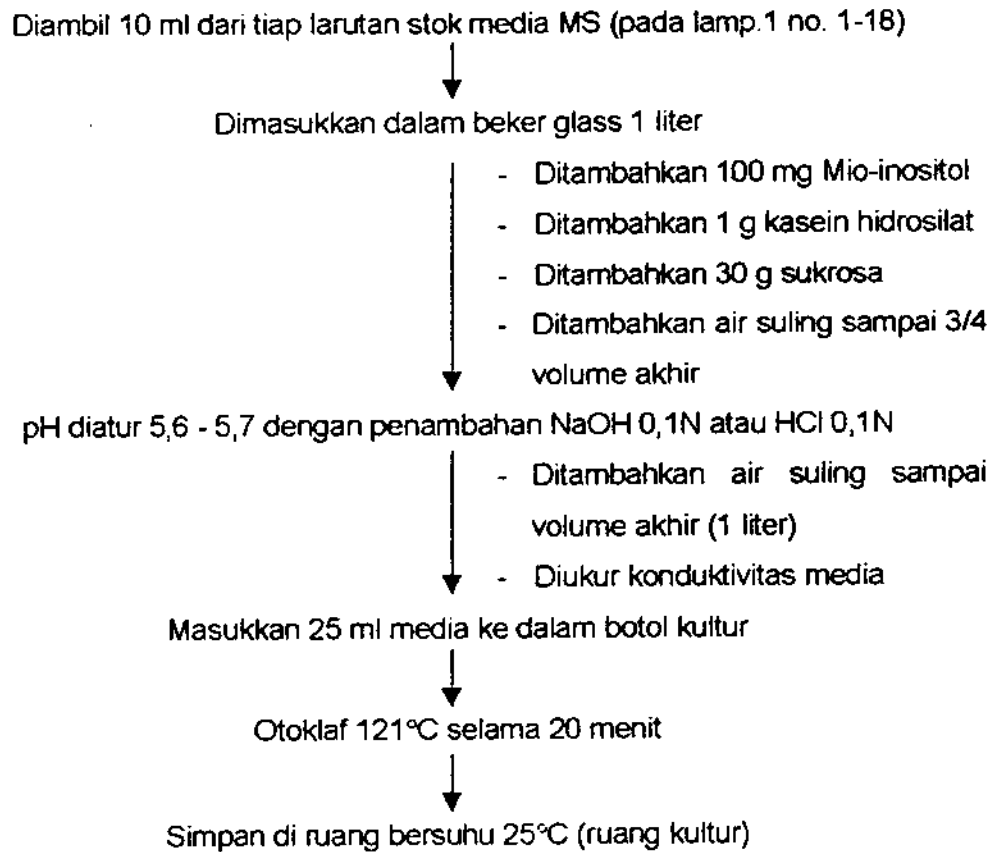 Diambil 10 ml dari tiap larutan stok media MS (pada lamp.1 no. 1-18)
Dimasukkan dalam beker glass 1 liter
- Ditambahkan 100 mg Mio-inositol
- Ditambahkan 1 g kasein hidrosilat
- Ditambahkan 30 g sukrosa
- Ditambahkan air suling sampai 3/4
volume akhir
pH diatur 5,6 - 5,7 dengan penambahan NaOH 0,1N atau HCl 0,1N
- Ditambahkan air suling sampai
volume akhir (1 liter)
- Diukur konduktivitas media
Masukkan 25 ml media ke dalam botol kultur
Otoklaf 121°C selama 20 menit
Simpan di ruang bersuhu 25°C (ruang kultur)